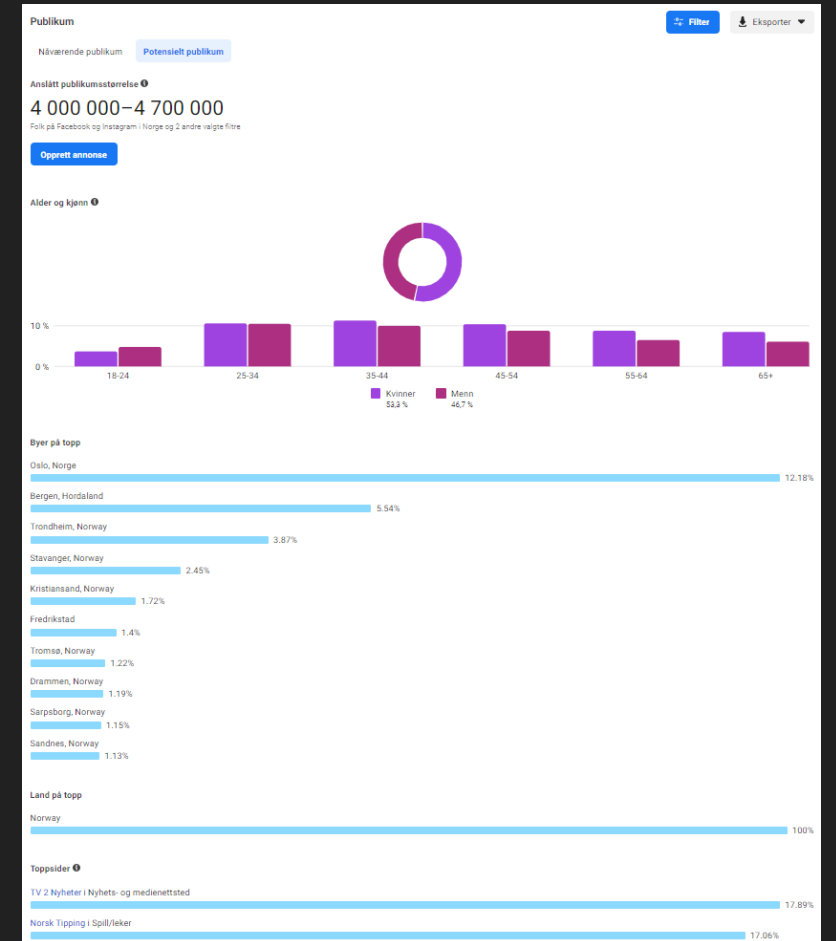 Publikum
Filter
Eksporter
Nåværende publikum
Potensielt publikum
Anslått publikumsstørrelse
4 000 000–4 700 000
Folk på Facebook og Instagram i Norge og 2 andre valgte filtre
Opprett annonse
Alder og kjønn
10 %
0 %
18-24 25-34 35-44 45-54 55-64 65+
Kvinner Menn
53,3 % 46,7 %
Byer på topp
Oslo, Norge
12.18%
Bergen, Hordaland
5.54%
Trondheim, Norway
3.87%
Stavanger, Norway
2.45%
Kristiansand, Norway
1.72%
Fredrikstad
1.4%
Tromsø, Norway
1.22%
Drammen, Norway
1.19%
Sarpsborg, Norway
1.15%
Sandnes, Norway
1.13%
Land på topp
Norway
100%
Toppsider
TV 2 Nyheter i Nyhets- og medienettsted
17.89%
Norsk Tipping i Spill/leker
17.06%